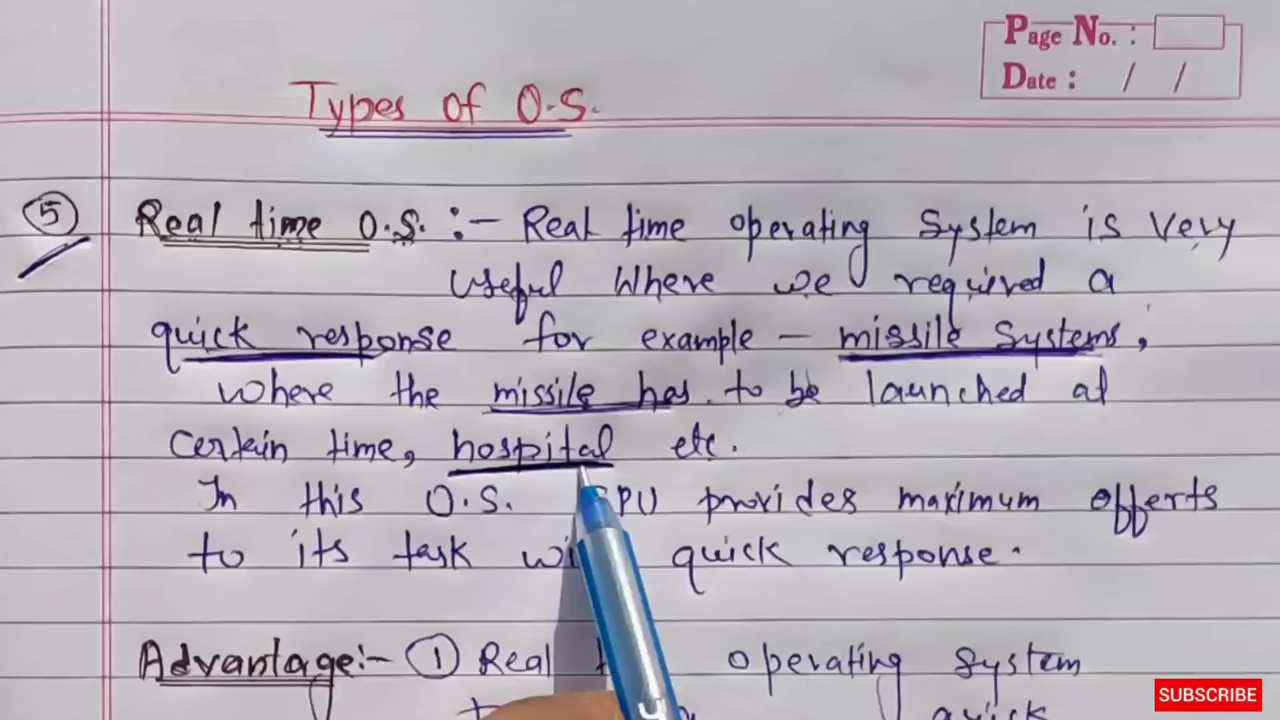 Page No. :
Date : / /
Types of O.S.
5 Real time O.S. :- Real time operating System is Very
useful Where we required a
quick response for example - missile Systems,
Where the missile has to be launched at
certain time, hospital etc.
In this O.S. CPU provides maximum efferts
to its task quick response.
Advantage:- 1 Real operating System
quick
SUBSCRIBE